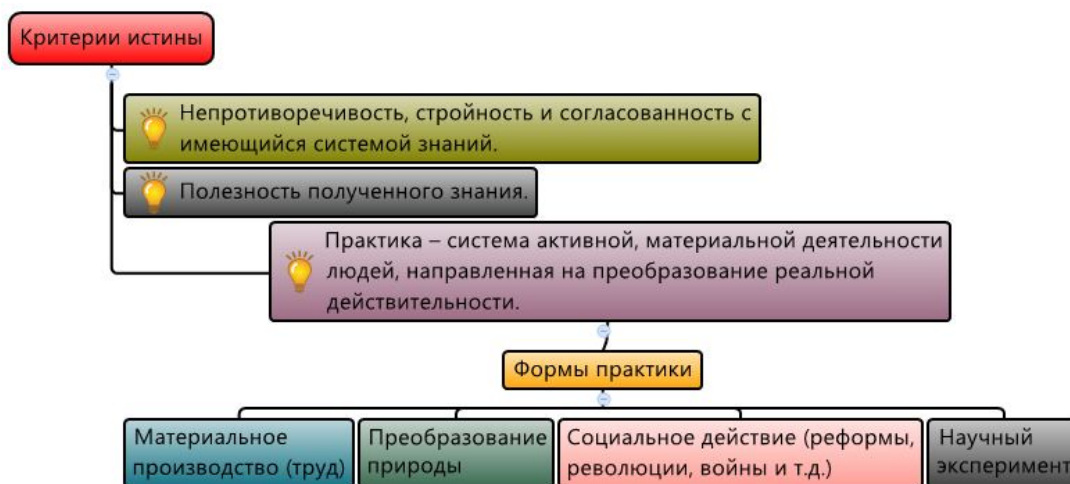 Критерии истины
Непротиворечивость, стройность и согласованность с
имеющийся системой знаний.
Полезность полученного знания.
Практика – система активной, материальной деятельности
людей, направленная на преобразование реальной
действительности.
Формы практики
Материальное
производство (труд)
Преобразование
природы
Социальное действие (реформы,
революции, войны и т.д.)
Научный
эксперимент